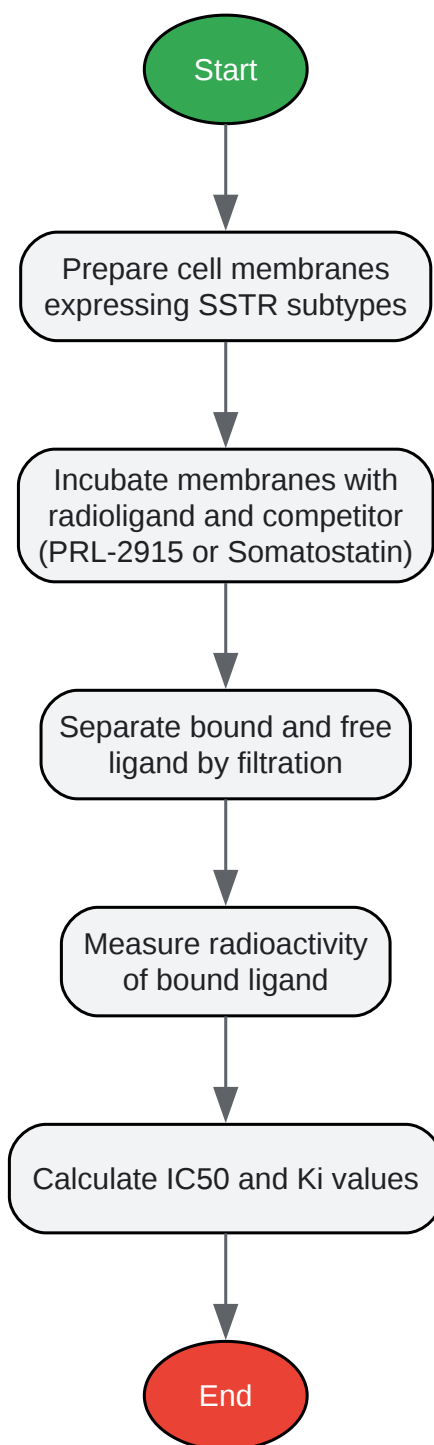 Start
Prepare cell membranes
expressing SSTR subtypes
Incubate membranes with
radioligand and competitor
(PRL-2915 or Somatostatin)
Separate bound and free
ligand by filtration
Measure radioactivity
of bound ligand
Calculate IC50 and Ki values
End